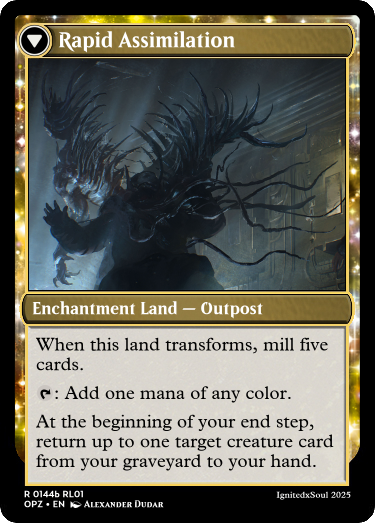 Rapid Assimilation
Enchantment Land — Outpost
When this land transforms, mill five
cards.
: Add one mana of any color.
At the beginning of your end step,
return up to one target creature card
from your graveyard to your hand.
R 0144b RL01
OPZ • EN ALEXANDER DUDAR
IgnitedxSoul 2025